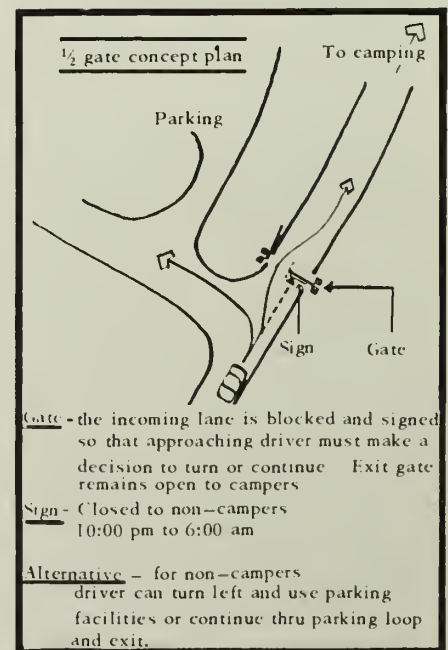 ½ gate concept plan
To camping
Parking
Sign
Gate
Gate - the incoming lane is blocked and signed
so that approaching driver must make a
decision to turn or continue Exit gate
remains open to campers
Sign - Closed to non-campers
10:00 pm to 6:00 am
Alternative - for non-campers
driver can turn left and use parking
facilities or continue thru parking loop
and exit.